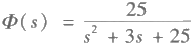 Φ(s) = 25 / (s² + 3s + 25)